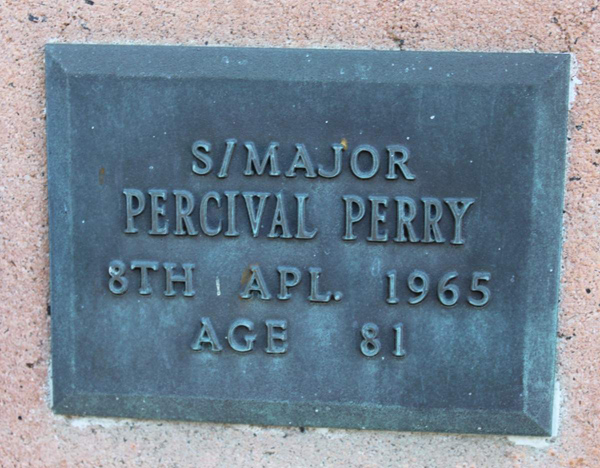 S/MAJOR
PERCIVAL PERRY
8TH APL. 1965
AGE 81